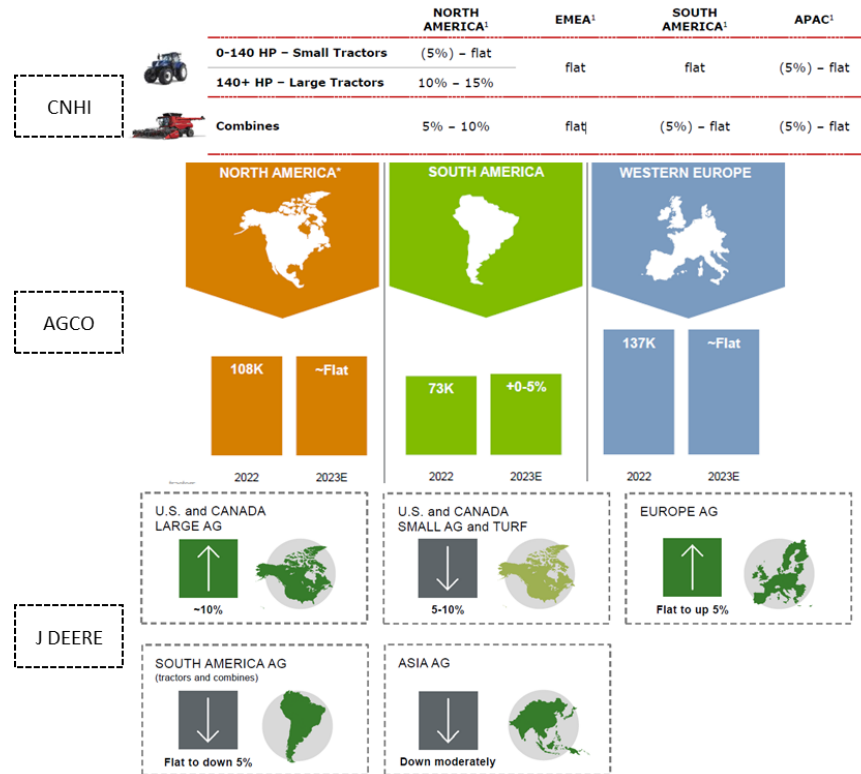 NORTH AMERICA¹ EMEA¹ SOUTH AMERICA¹ APAC¹
CNHI
0-140 HP – Small Tractors (5%) – flat flat flat (5%) – flat
140+ HP – Large Tractors 10% – 15%
Combines 5% – 10% flat (5%) – flat (5%) – flat
AGCO
NORTH AMERICA* SOUTH AMERICA WESTERN EUROPE
108K ~Flat 73K +0-5% 137K ~Flat
2022 2023E 2022 2023E 2022 2023E
J DEERE
U.S. and CANADA
LARGE AG
~10%
U.S. and CANADA
SMALL AG and TURF
5-10%
EUROPE AG
Flat to up 5%
SOUTH AMERICA AG
(tractors and combines)
Flat to down 5%
ASIA AG
Down moderately